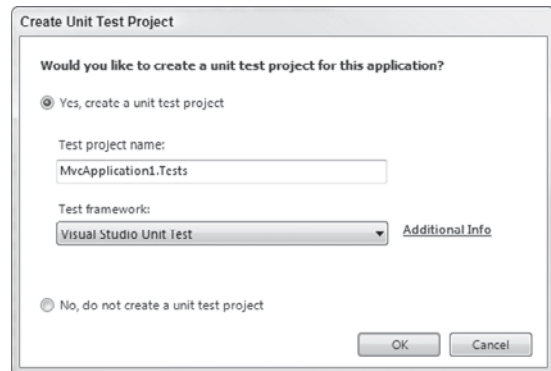 Create Unit Test Project
Would you like to create a unit test project for this application?
Yes, create a unit test project
Test project name:
MvcApplication1.Tests
Test framework:
Visual Studio Unit Test
Additional Info
No, do not create a unit test project
OK
Cancel